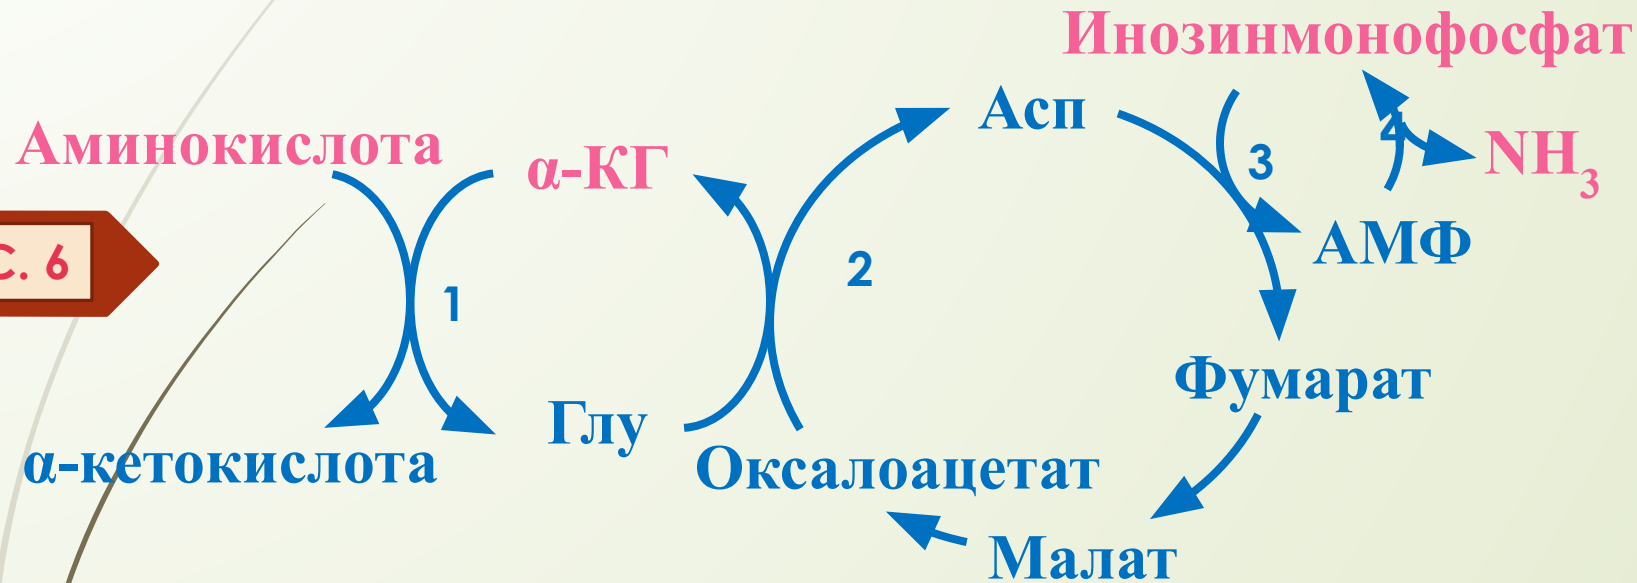 Инозинмонофосфат
Асп
Аминокислота
α-КГ
3
4
NH₃
С. 6
АМФ
1
2
Фумарат
Глу
α-кетокислота
Оксалоацетат
Малат